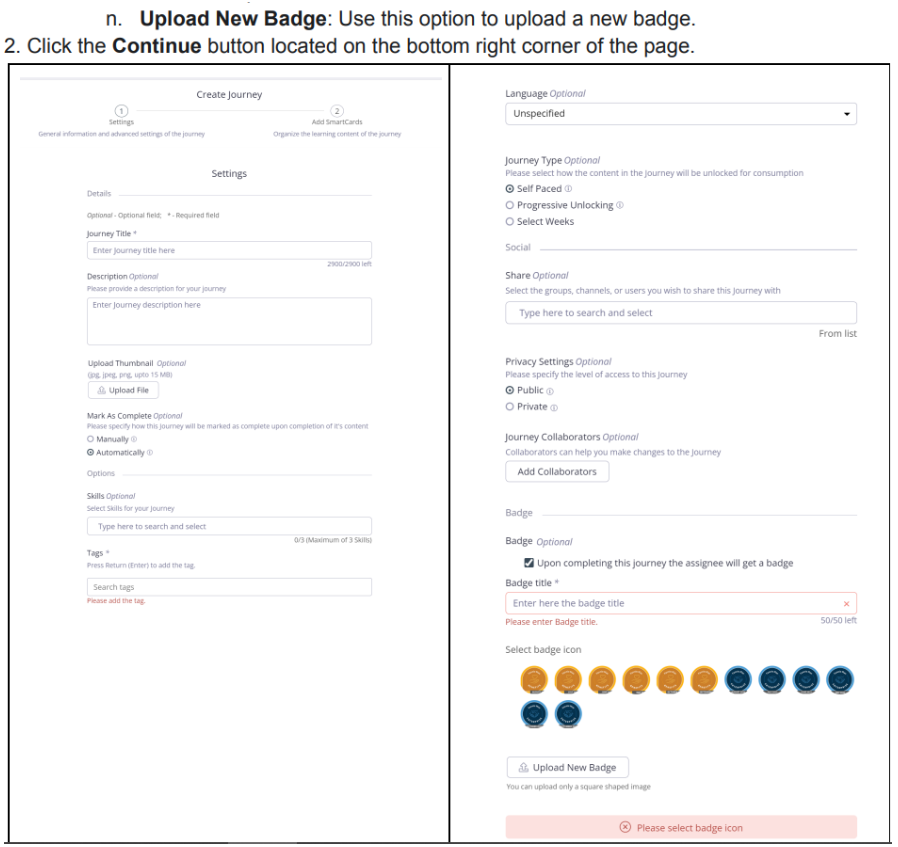 n. Upload New Badge: Use this option to upload a new badge.
2. Click the Continue button located on the bottom right corner of the page.
Create Journey
1
2
Settings
Add SmartCards
General information and advanced settings of the journey
Organize the learning content of the journey
Settings
Details
Optional - Optional field; * - Required field
Journey Title *
Enter Journey title here
2900/2900 left
Description Optional
Please provide a description for your journey
Enter Journey description here
Upload Thumbnail Optional
(jpg, jpeg, png, upto 15 MB)
Upload File
Mark As Complete Optional
Please specify how this journey will be marked as complete upon completion of it's content
Manually
Automatically
Options
Skills Optional
Select Skills for your Journey
Type here to search and select
0/3 (Maximum of 3 Skills)
Tags *
Press Return (Enter) to add the tag.
Search tags
Please add the tag.
Language Optional
Unspecified
Journey Type Optional
Please select how the content in the journey will be unlocked for consumption
Self Paced
Progressive Unlocking
Select Weeks
Social
Share Optional
Select the groups, channels, or users you wish to share this Journey with
Type here to search and select
From list
Privacy Settings Optional
Please specify the level of access to this Journey
Public
Private
Journey Collaborators Optional
Collaborators can help you make changes to the Journey
Add Collaborators
Badge
Badge Optional
Upon completing this journey the assignee will get a badge
Badge title *
Enter here the badge title
Please enter Badge title.
50/50 left
Select badge icon
Upload New Badge
You can upload only a square shaped image
Please select badge icon